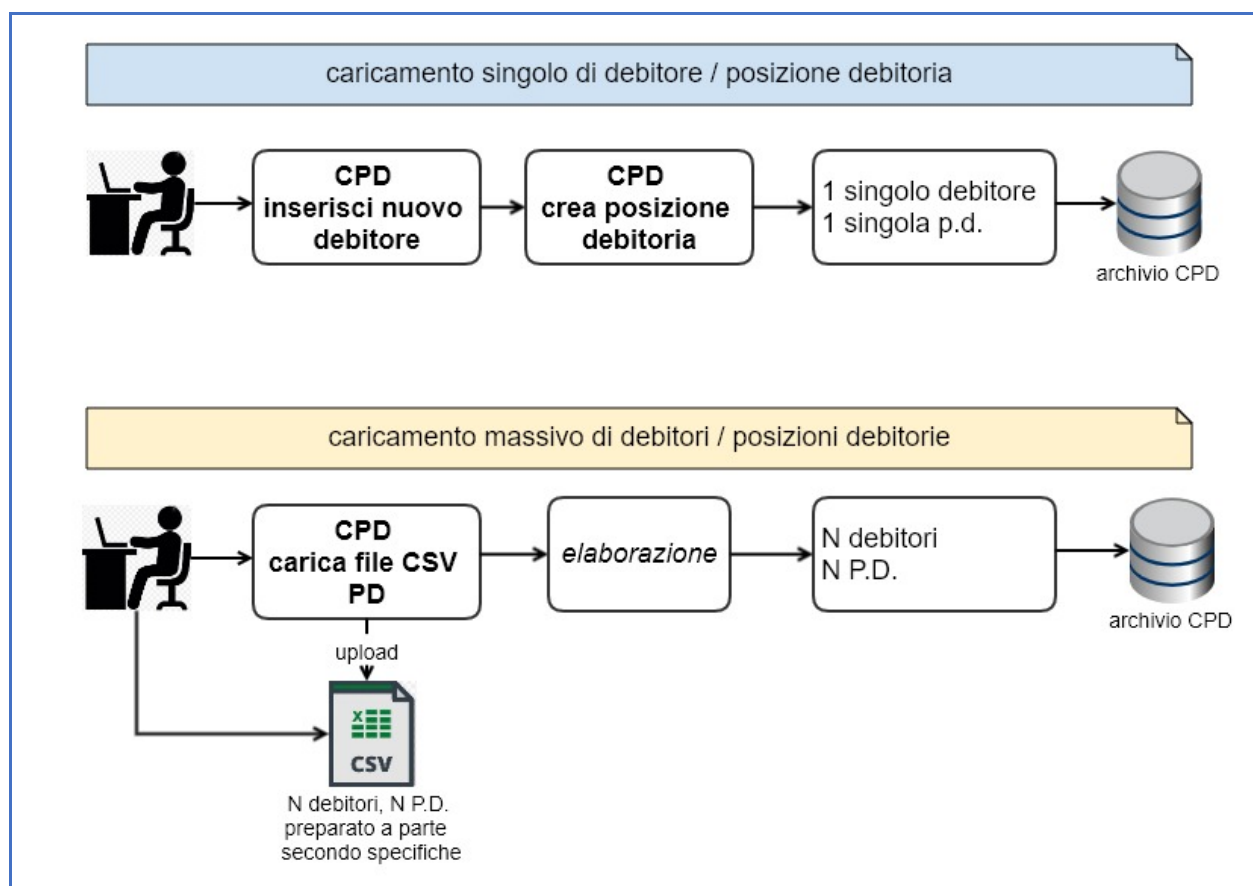 caricamento singolo di debitore / posizione debitoria
CPD
inserisci nuovo
debitore
CPD
crea posizione
debitoria
1 singolo debitore
1 singola p.d.
archivio CPD
caricamento massivo di debitori / posizioni debitorie
CPD
carica file CSV
PD
elaborazione
N debitori
N P.D.
archivio CPD
upload
X
CSV
N debitori, N P.D.
preparato a parte
secondo specifiche